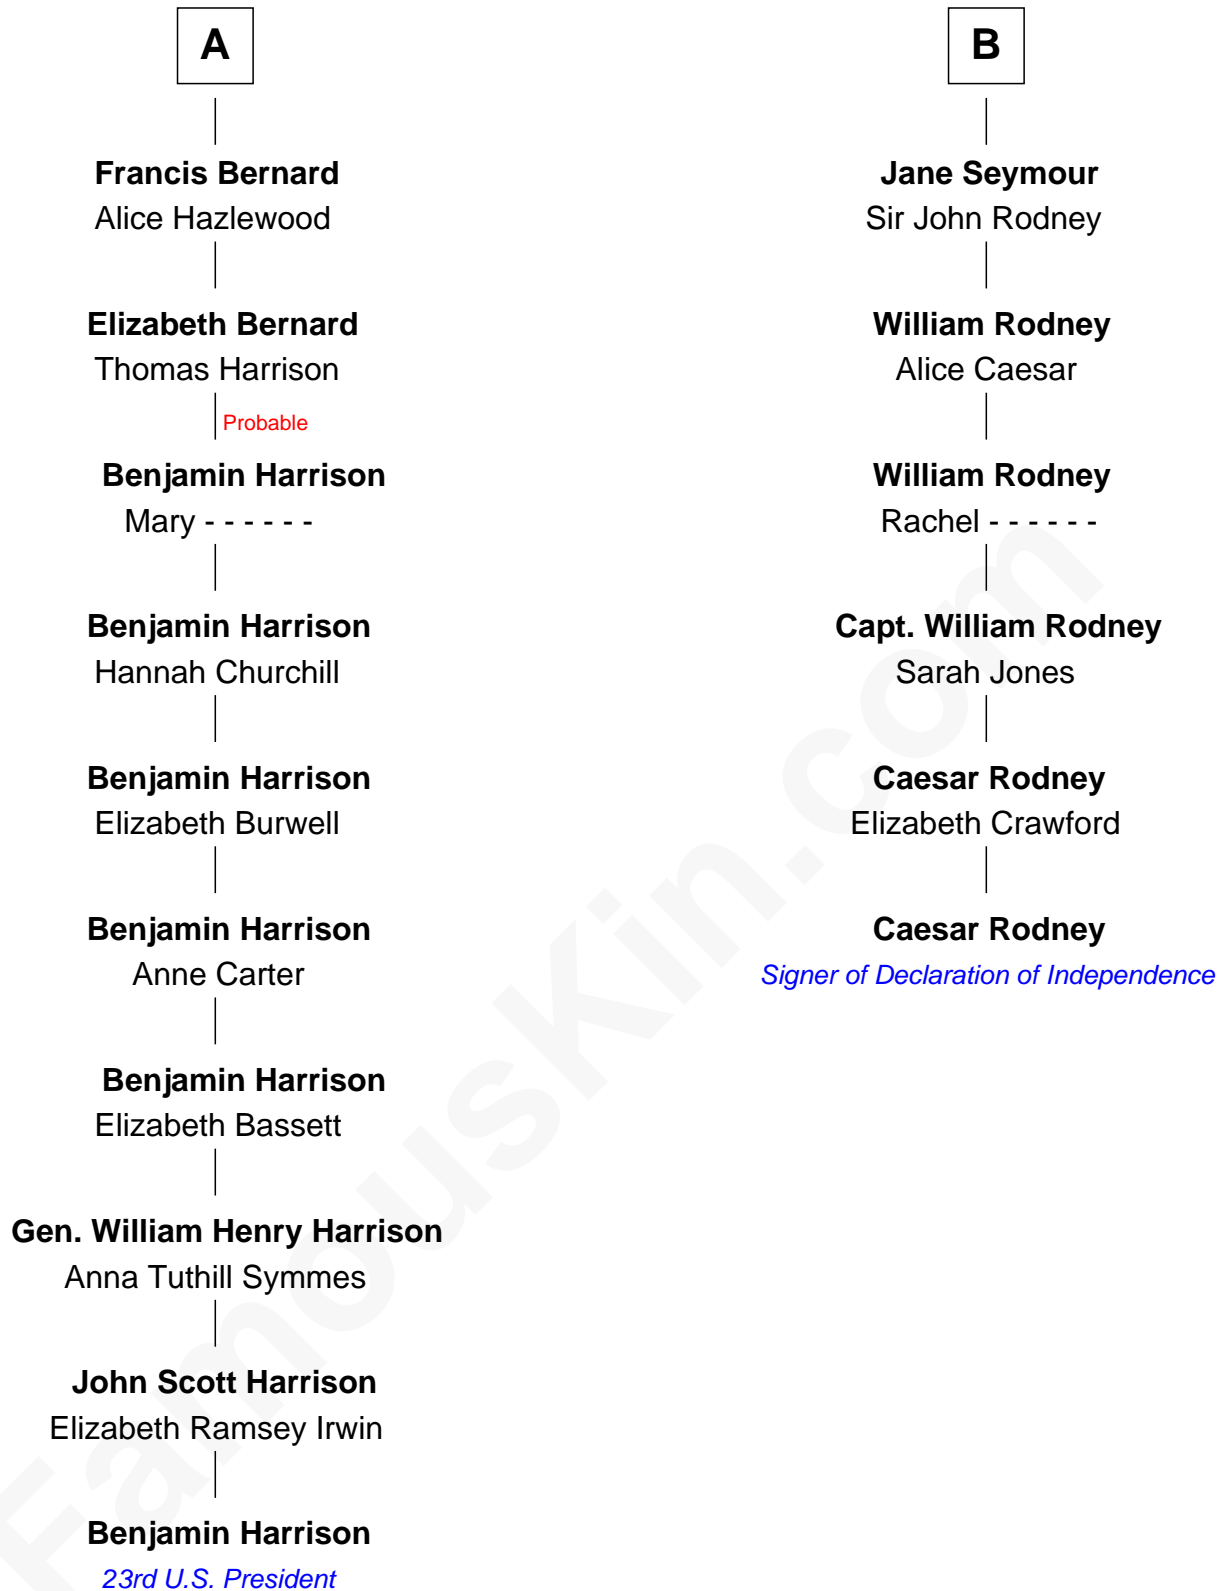 A
Francis Bernard
Alice Hazlewood
Elizabeth Bernard
Thomas Harrison
Probable
Benjamin Harrison
Mary - - - - - -
Benjamin Harrison
Hannah Churchill
Benjamin Harrison
Elizabeth Burwell
Benjamin Harrison
Anne Carter
Benjamin Harrison
Elizabeth Bassett
Gen. William Henry Harrison
Anna Tuthill Symmes
John Scott Harrison
Elizabeth Ramsey Irwin
Benjamin Harrison
23rd U.S. President
B
Jane Seymour
Sir John Rodney
William Rodney
Alice Caesar
William Rodney
Rachel - - - - - -
Capt. William Rodney
Sarah Jones
Caesar Rodney
Elizabeth Crawford
Caesar Rodney
Signer of Declaration of Independence
FamousKin.com